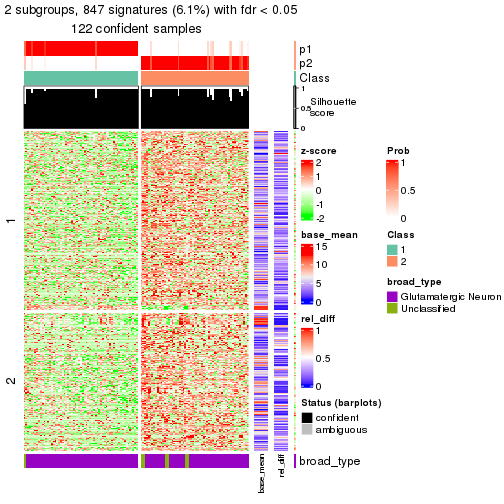 2 subgroups, 847 signatures (6.1%) with fdr < 0.05
122 confident samples
p1
p2
Class
1
0.5
0
Silhouette
score
1
2
z-score
2
1
0
-1
-2
Prob
1
0.5
0
base_mean
15
10
5
0
Class
1
2
broad_type
Glutamatergic Neuron
Unclassified
rel_diff
1
0.5
0
Status (barplots)
confident
ambiguous
broad_type
base_mean
rel_diff